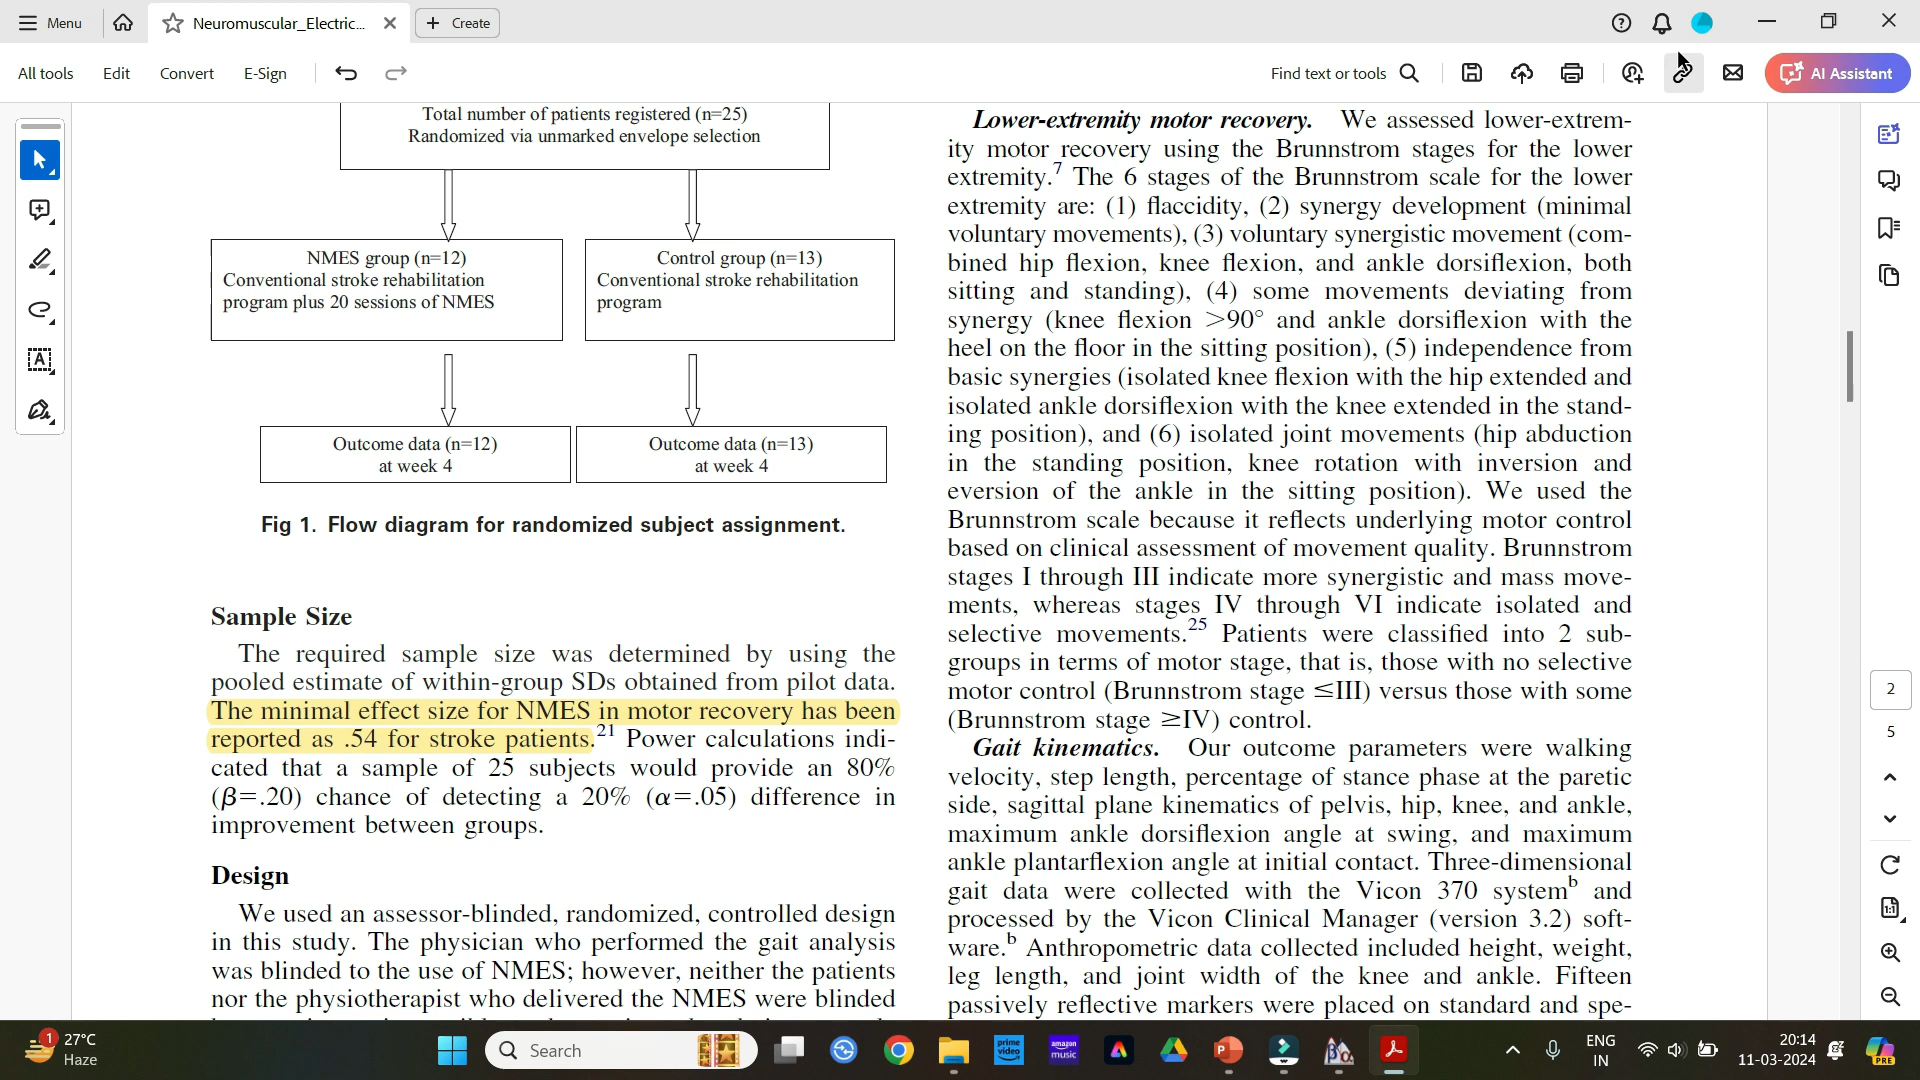 Menu
Neuromuscular_Electric...
Create
All tools
Edit
Convert
E-Sign
Find text or tools
AI Assistant
Total number of patients registered (n=25)
Randomized via unmarked envelope selection
NMES group (n=12)
Conventional stroke rehabilitation
program plus 20 sessions of NMES
Control group (n=13)
Conventional stroke rehabilitation
program
Outcome data (n=12)
at week 4
Outcome data (n=13)
at week 4
Fig 1. Flow diagram for randomized subject assignment.
Sample Size
The required sample size was determined by using the
pooled estimate of within-group SDs obtained from pilot data.
The minimal effect size for NMES in motor recovery has been
reported as .54 for stroke patients.21 Power calculations indi-
cated that a sample of 25 subjects would provide an 80%
(β=.20) chance of detecting a 20% (α=.05) difference in
improvement between groups.
Design
We used an assessor-blinded, randomized, controlled design
in this study. The physician who performed the gait analysis
was blinded to the use of NMES; however, neither the patients
nor the physiotherapist who delivered the NMES were blinded
Lower-extremity motor recovery. We assessed lower-extrem-
ity motor recovery using the Brunnstrom stages for the lower
extremity.7 The 6 stages of the Brunnstrom scale for the lower
extremity are: (1) flaccidity, (2) synergy development (minimal
voluntary movements), (3) voluntary synergistic movement (com-
bined hip flexion, knee flexion, and ankle dorsiflexion, both
sitting and standing), (4) some movements deviating from
synergy (knee flexion >90° and ankle dorsiflexion with the
heel on the floor in the sitting position), (5) independence from
basic synergies (isolated knee flexion with the hip extended and
isolated ankle dorsiflexion with the knee extended in the stand-
ing position), and (6) isolated joint movements (hip abduction
in the standing position, knee rotation with inversion and
eversion of the ankle in the sitting position). We used the
Brunnstrom scale because it reflects underlying motor control
based on clinical assessment of movement quality. Brunnstrom
stages I through III indicate more synergistic and mass move-
ments, whereas stages IV through VI indicate isolated and
selective movements.25 Patients were classified into 2 sub-
groups in terms of motor stage, that is, those with no selective
motor control (Brunnstrom stage ≤III) versus those with some
(Brunnstrom stage ≥IV) control.
Gait kinematics. Our outcome parameters were walking
velocity, step length, percentage of stance phase at the paretic
side, sagittal plane kinematics of pelvis, hip, knee, and ankle,
maximum ankle dorsiflexion angle at swing, and maximum
ankle plantarflexion angle at initial contact. Three-dimensional
gait data were collected with the Vicon 370 systemb and
processed by the Vicon Clinical Manager (version 3.2) soft-
ware.b Anthropometric data collected included height, weight,
leg length, and joint width of the knee and ankle. Fifteen
passively reflective markers were placed on standard and spe-
2
5
1
27°C
Haze
Search
prime
video
amazon
music
PRE
ENG
IN
20:14
11-03-2024